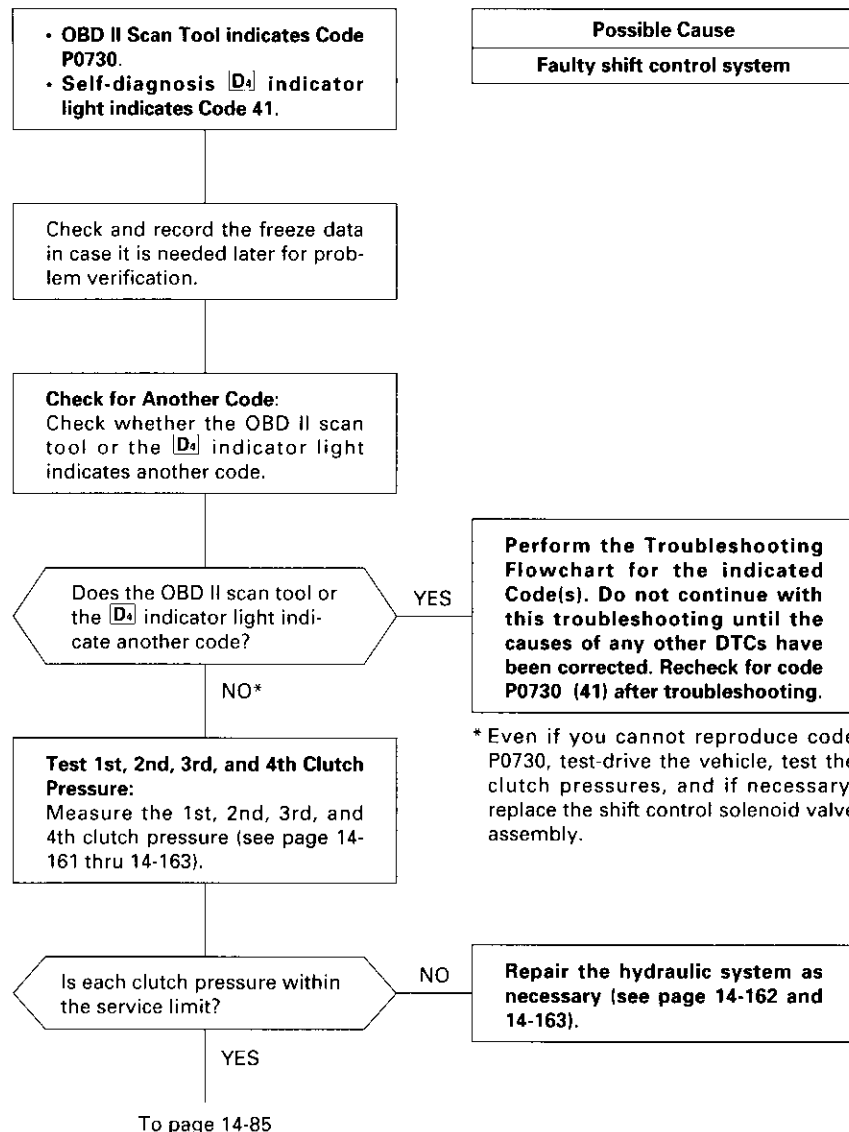 • OBD II Scan Tool indicates Code
P0730.
• Self-diagnosis D4 indicator
light indicates Code 41.
Possible Cause
Faulty shift control system
Check and record the freeze data
in case it is needed later for prob-
lem verification.
Check for Another Code:
Check whether the OBD II scan
tool or the D4 indicator light
indicates another code.
Does the OBD II scan tool or
the D4 indicator light indi-
cate another code?
YES
Perform the Troubleshooting
Flowchart for the indicated
Code(s). Do not continue with
this troubleshooting until the
causes of any other DTCs have
been corrected. Recheck for code
P0730 (41) after troubleshooting.
NO*
* Even if you cannot reproduce code
P0730, test-drive the vehicle, test the
clutch pressures, and if necessary
replace the shift control solenoid valve
assembly.
Test 1st, 2nd, 3rd, and 4th Clutch
Pressure:
Measure the 1st, 2nd, 3rd, and
4th clutch pressure (see page 14-
161 thru 14-163).
Is each clutch pressure within
the service limit?
NO
Repair the hydraulic system as
necessary (see page 14-162 and
14-163).
YES
To page 14-85